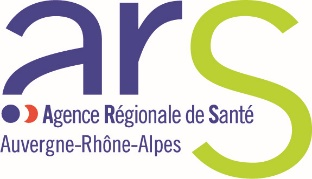 ars
Agence Régionale de Santé
Auvergne-Rhône-Alpes